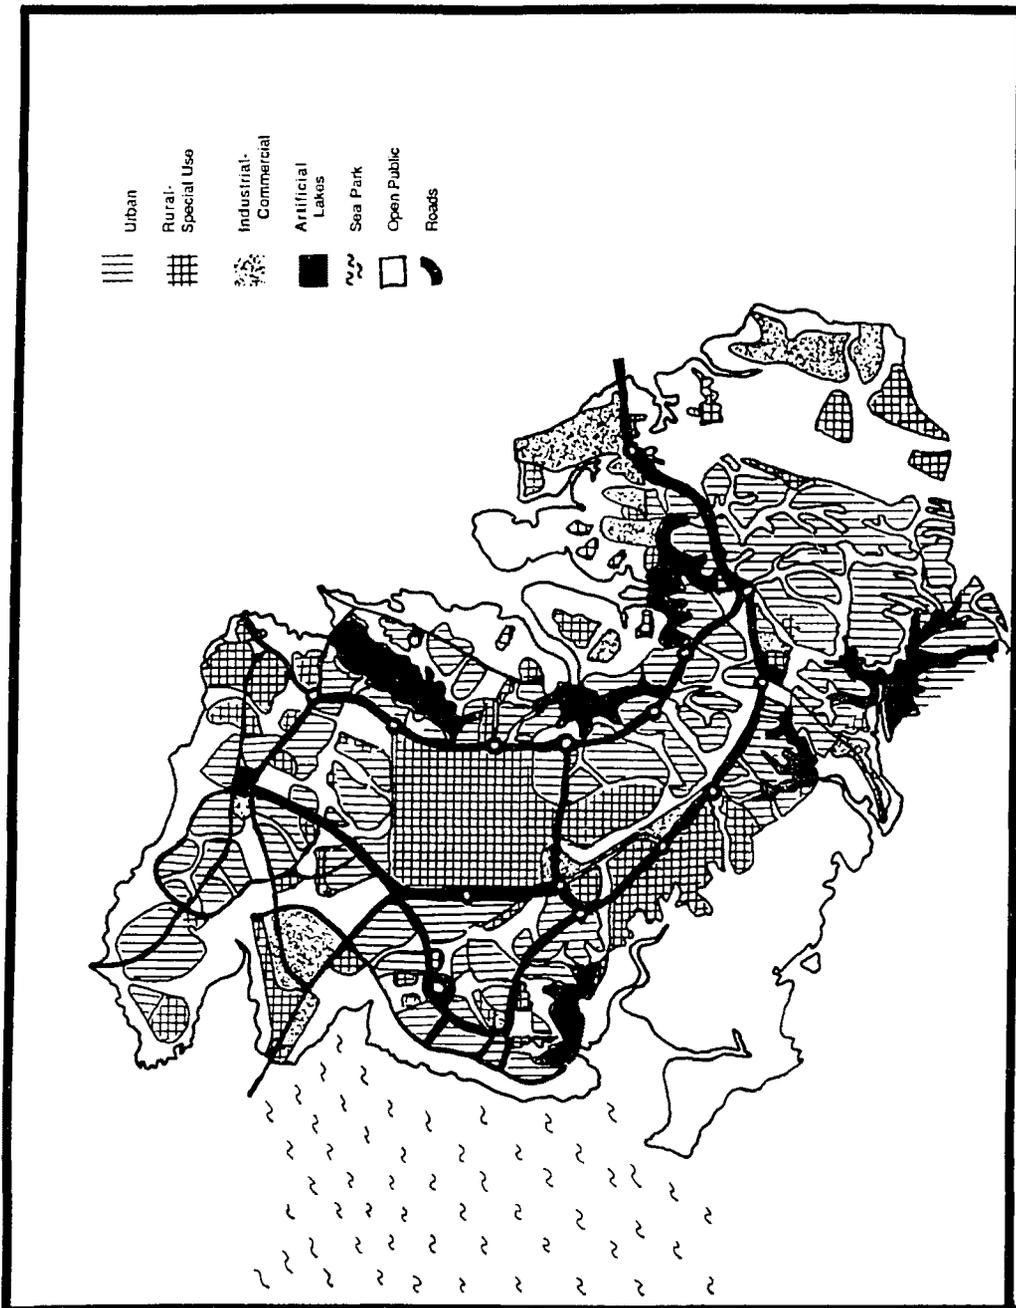 Urban
Rural-
Special Use
Industrial-
Commercial
Artificial
Lakes
Sea Park
Open Public
Roads